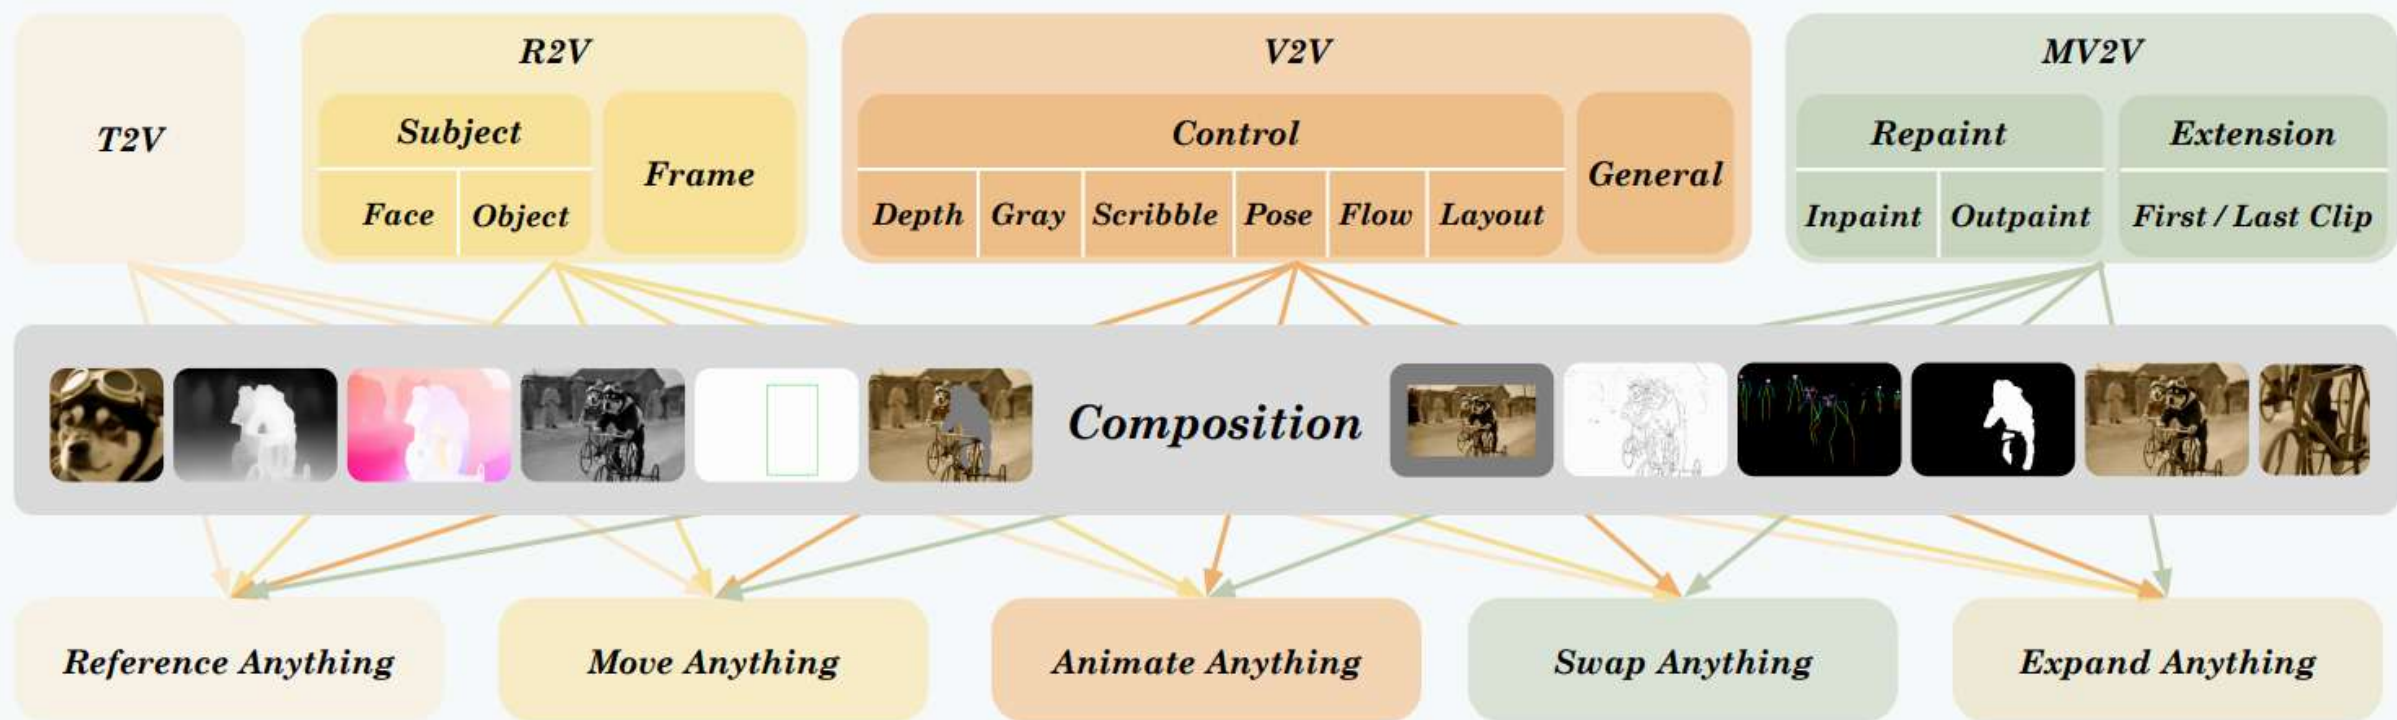 T2V
R2V
Subject
Face
Object
Frame
V2V
Control
Depth
Gray
Scribble
Pose
Flow
Layout
General
MV2V
Repaint
Inpaint
Outpaint
Extension
First / Last Clip
Composition
Reference Anything
Move Anything
Animate Anything
Swap Anything
Expand Anything